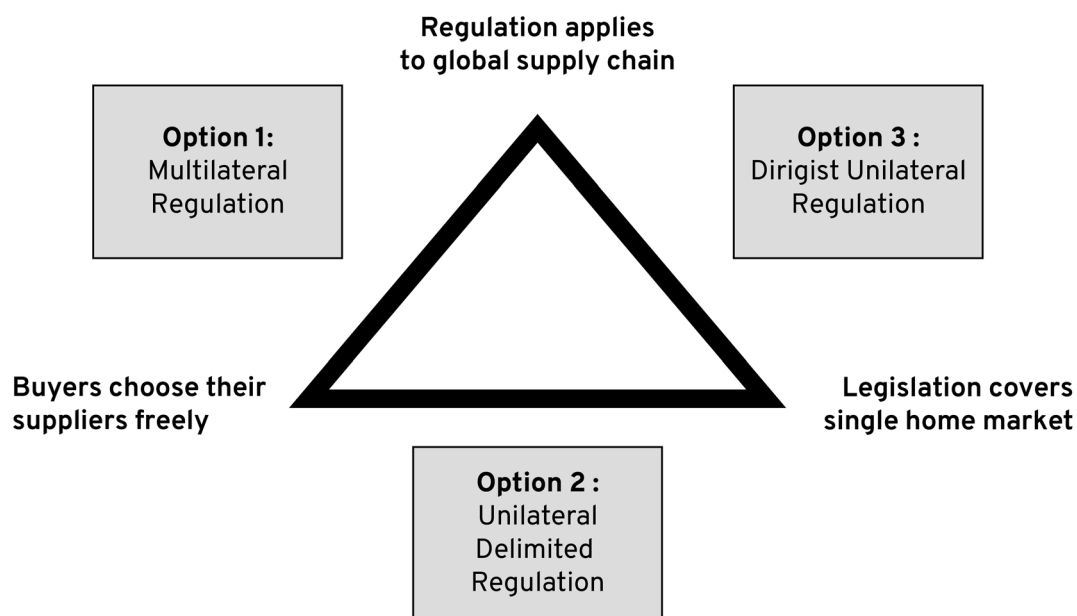 Regulation applies
to global supply chain
Option 1:
Multilateral
Regulation
Option 3 :
Dirigist Unilateral
Regulation
Buyers choose their
suppliers freely
Legislation covers
single home market
Option 2 :
Unilateral
Delimited
Regulation